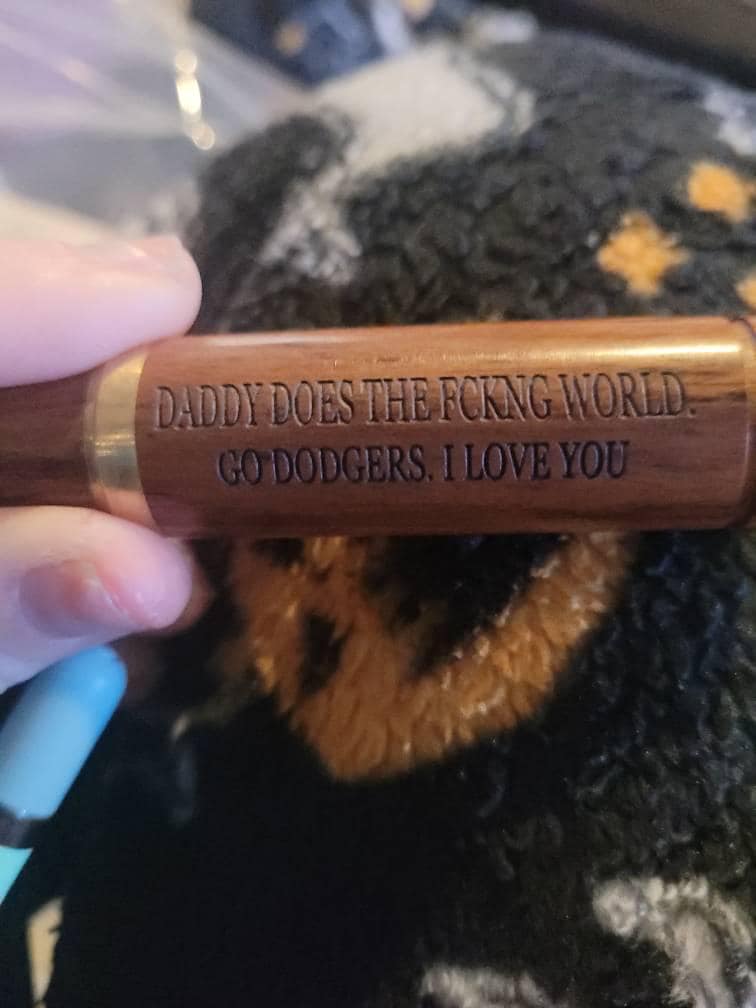 DADDY DOES THE FCKNG WORLD.
GO DODGERS. I LOVE YOU